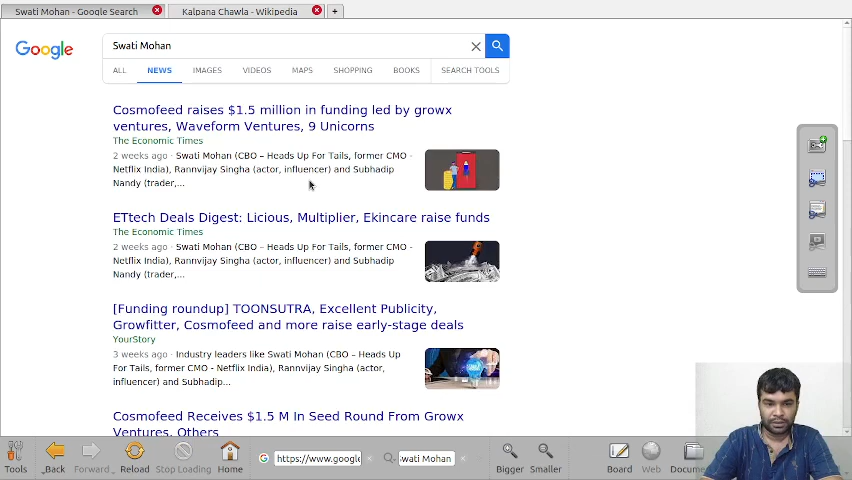 Swati Mohan - Google Search
Kalpana Chawla - Wikipedia
+
Google
Swati Mohan
ALL NEWS IMAGES VIDEOS MAPS SHOPPING BOOKS SEARCH TOOLS
Cosmofeed raises $1.5 million in funding led by growx
ventures, Waveform Ventures, 9 Unicorns
The Economic Times
2 weeks ago · Swati Mohan (CBO – Heads Up For Tails, former CMO -
Netflix India), Rannvijay Singha (actor, influencer) and Subhadip
Nandy (trader,...
ETtech Deals Digest: Licious, Multiplier, Ekincare raise funds
The Economic Times
2 weeks ago · Swati Mohan (CBO – Heads Up For Tails, former CMO -
Netflix India), Rannvijay Singha (actor, influencer) and Subhadip
Nandy (trader,...
[Funding roundup] TOONSUTRA, Excellent Publicity,
Growfitter, Cosmofeed and more raise early-stage deals
YourStory
3 weeks ago · Industry leaders like Swati Mohan (CBO – Heads Up
For Tails, former CMO - Netflix India), Rannvijay Singha (actor,
influencer) and Subhadip...
Cosmofeed Receives $1.5 M In Seed Round From Growx
Ventures, Others
https://www.google
Swati Mohan
Tools Back Forward Reload Stop Loading Home Bigger Smaller Board Web Docum